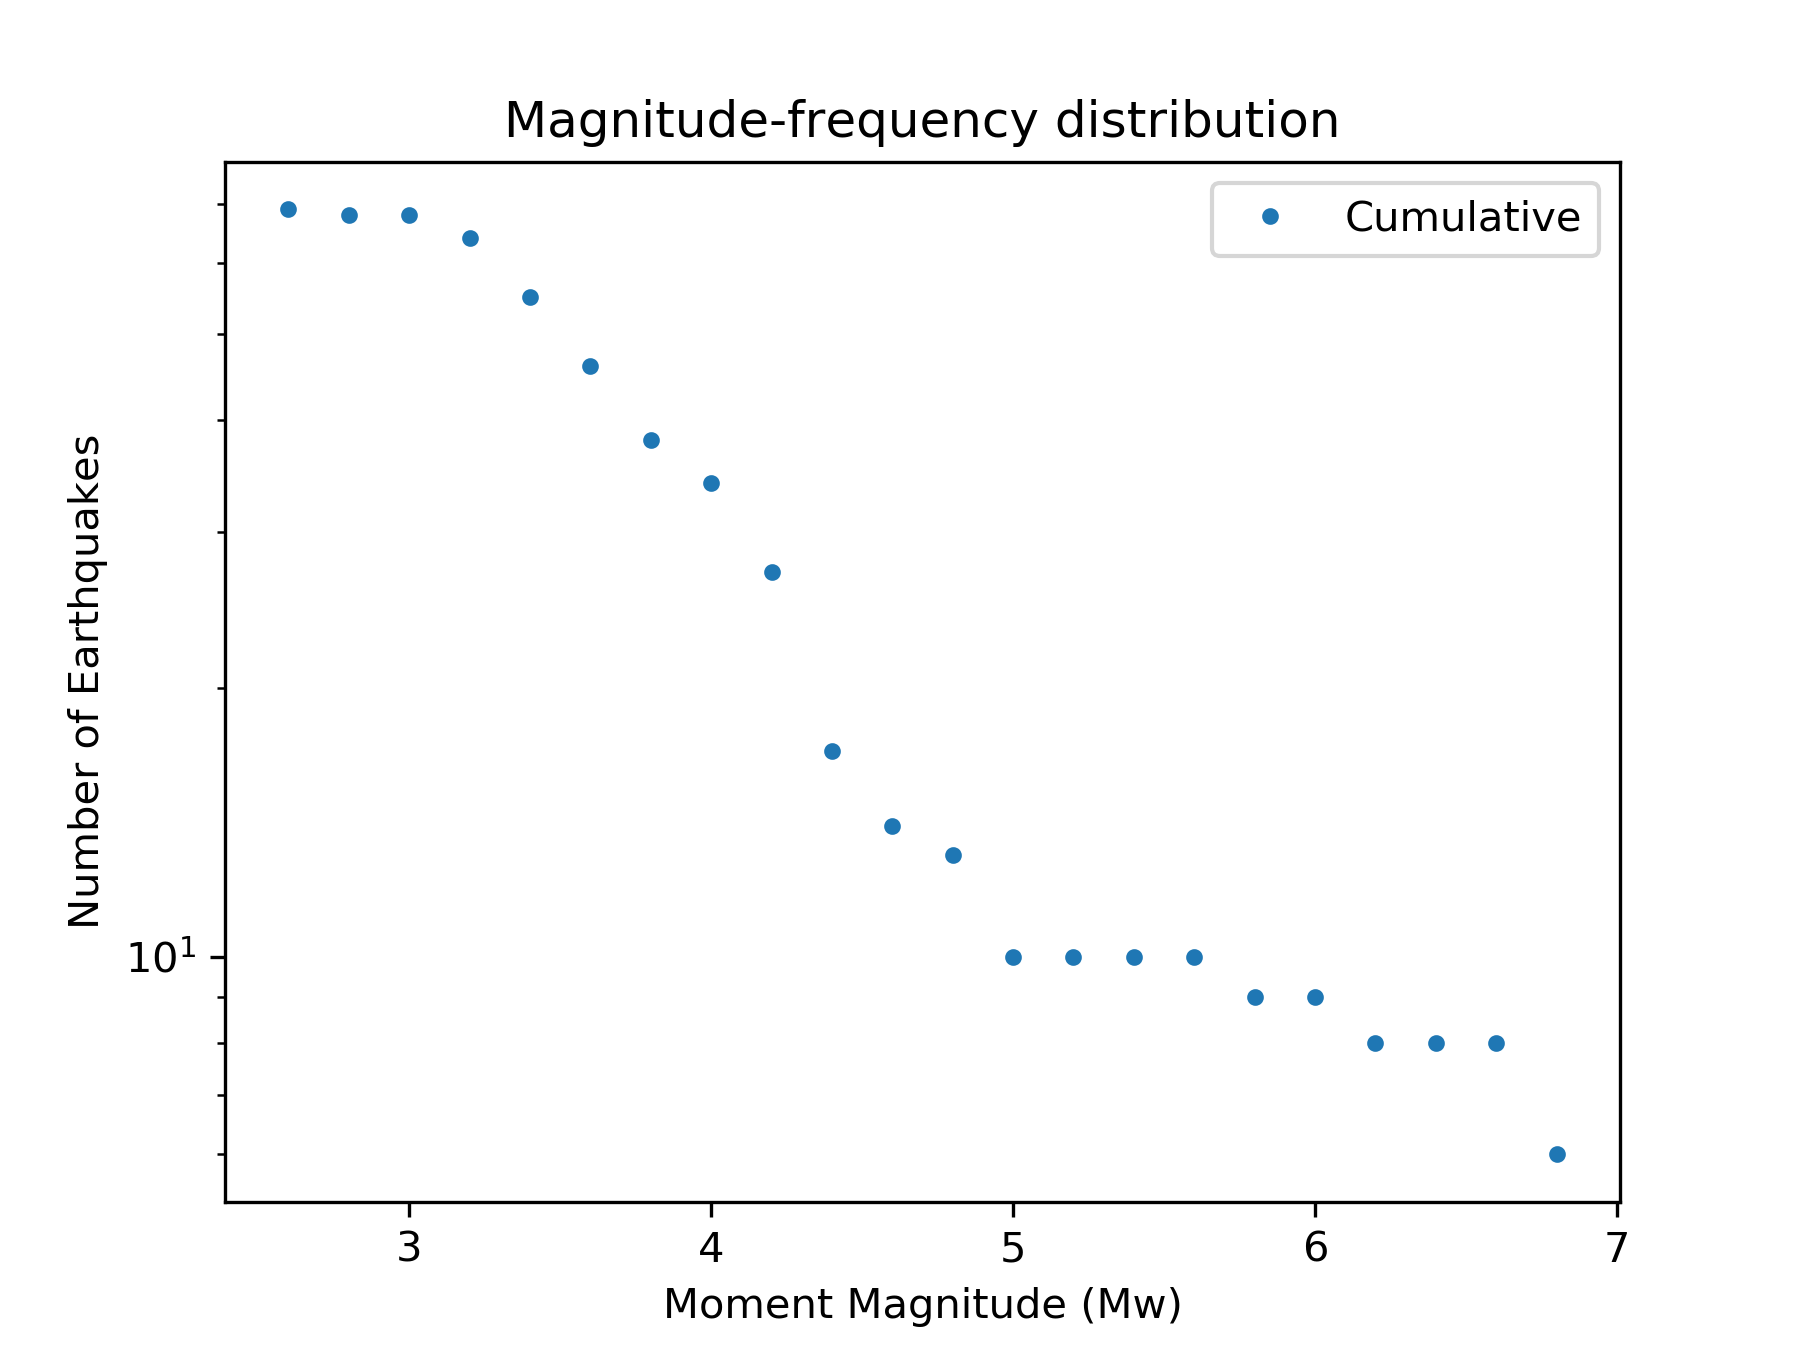 Magnitude-frequency distribution
Cumulative
Number of Earthquakes
10¹
3 4 5 6 7
Moment Magnitude (Mw)